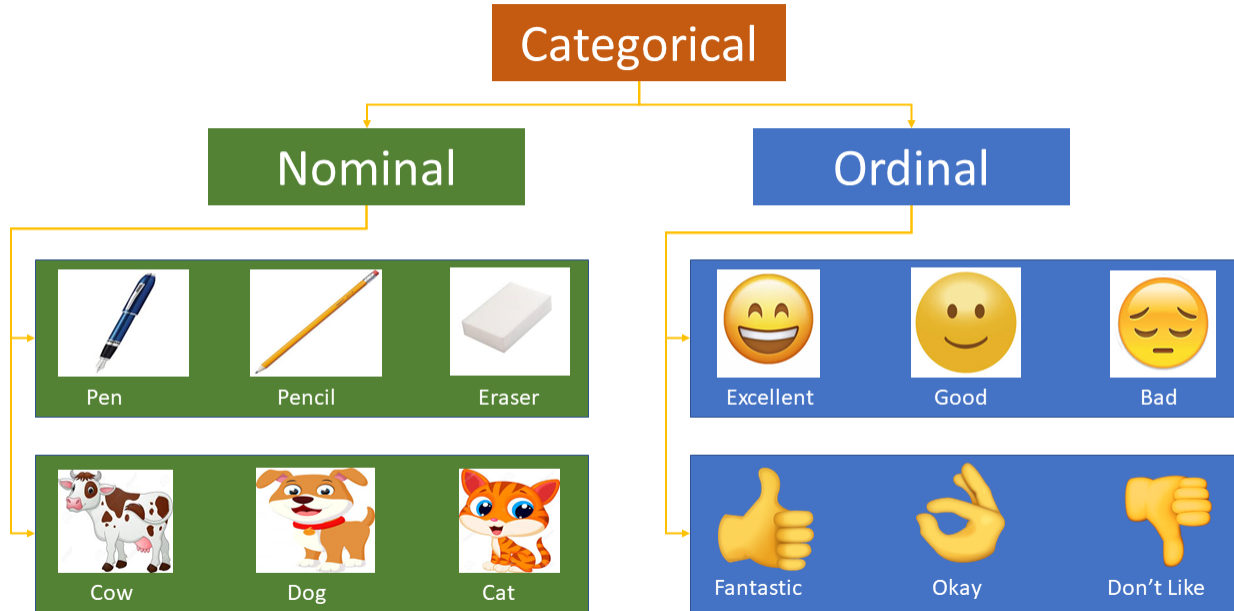 Categorical
Nominal
Ordinal
Pen
Pencil
Eraser
Excellent
Good
Bad
Cow
Dog
Cat
Fantastic
Okay
Don’t Like